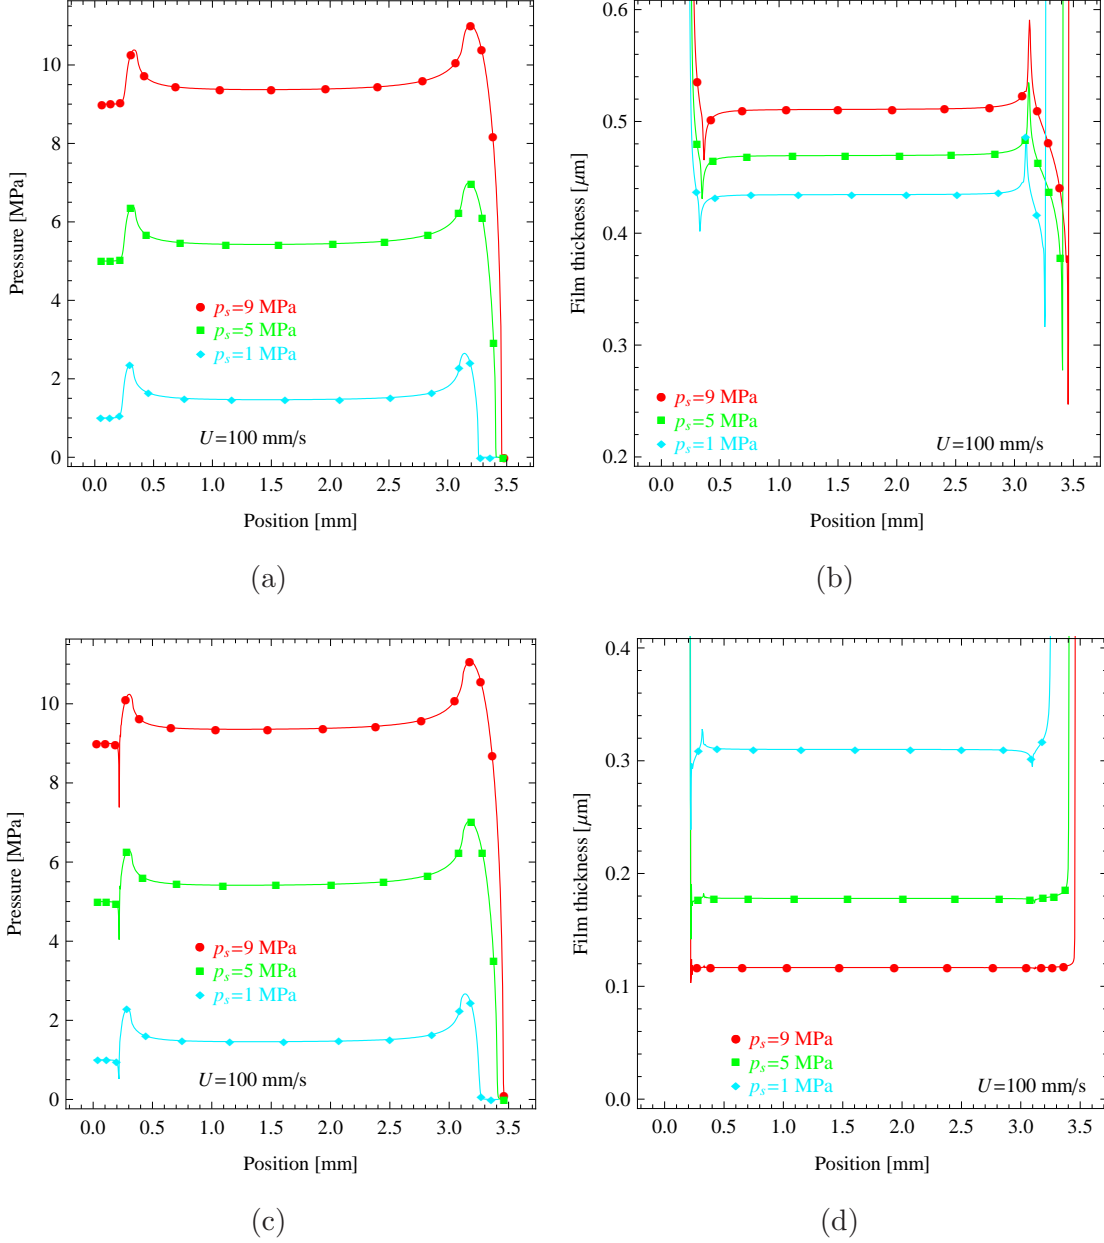 10
8
6
4
2
0
Pressure [MPa]
p_s=9 MPa
p_s=5 MPa
p_s=1 MPa
U=100 mm/s
0.0 0.5 1.0 1.5 2.0 2.5 3.0 3.5
Position [mm]
(a)
0.6
0.5
0.4
0.3
0.2
Film thickness [μm]
p_s=9 MPa
p_s=5 MPa
p_s=1 MPa
U=100 mm/s
0.0 0.5 1.0 1.5 2.0 2.5 3.0 3.5
Position [mm]
(b)
10
8
6
4
2
0
Pressure [MPa]
p_s=9 MPa
p_s=5 MPa
p_s=1 MPa
U=100 mm/s
0.0 0.5 1.0 1.5 2.0 2.5 3.0 3.5
Position [mm]
(c)
0.4
0.3
0.2
0.1
0.0
Film thickness [μm]
p_s=9 MPa
p_s=5 MPa
p_s=1 MPa
U=100 mm/s
0.0 0.5 1.0 1.5 2.0 2.5 3.0 3.5
Position [mm]
(d)